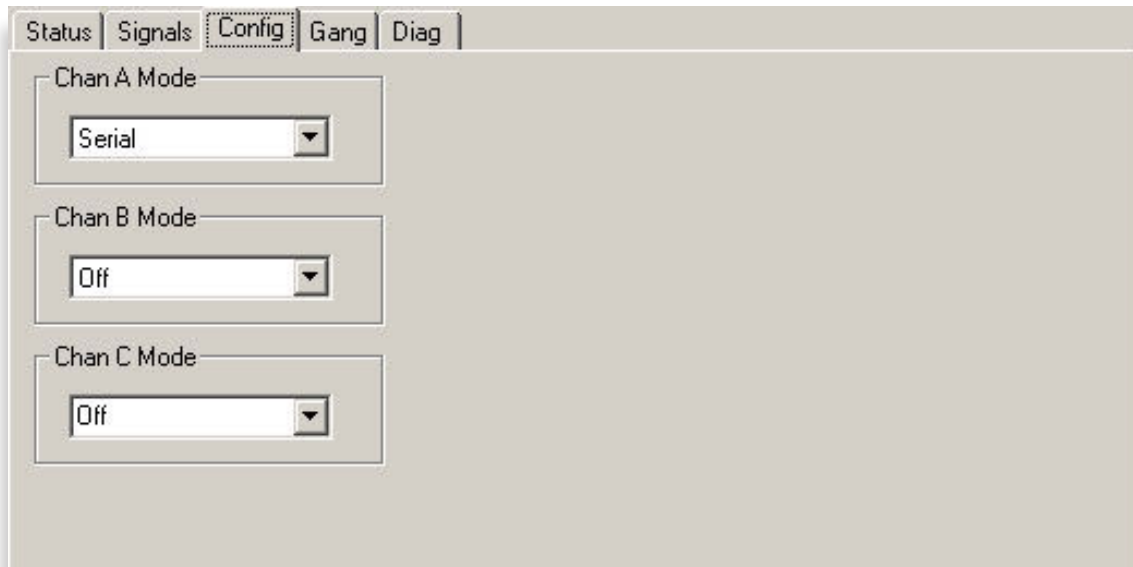 Status Signals Config Gang Diag
Chan A Mode
Serial
Chan B Mode
Off
Chan C Mode
Off